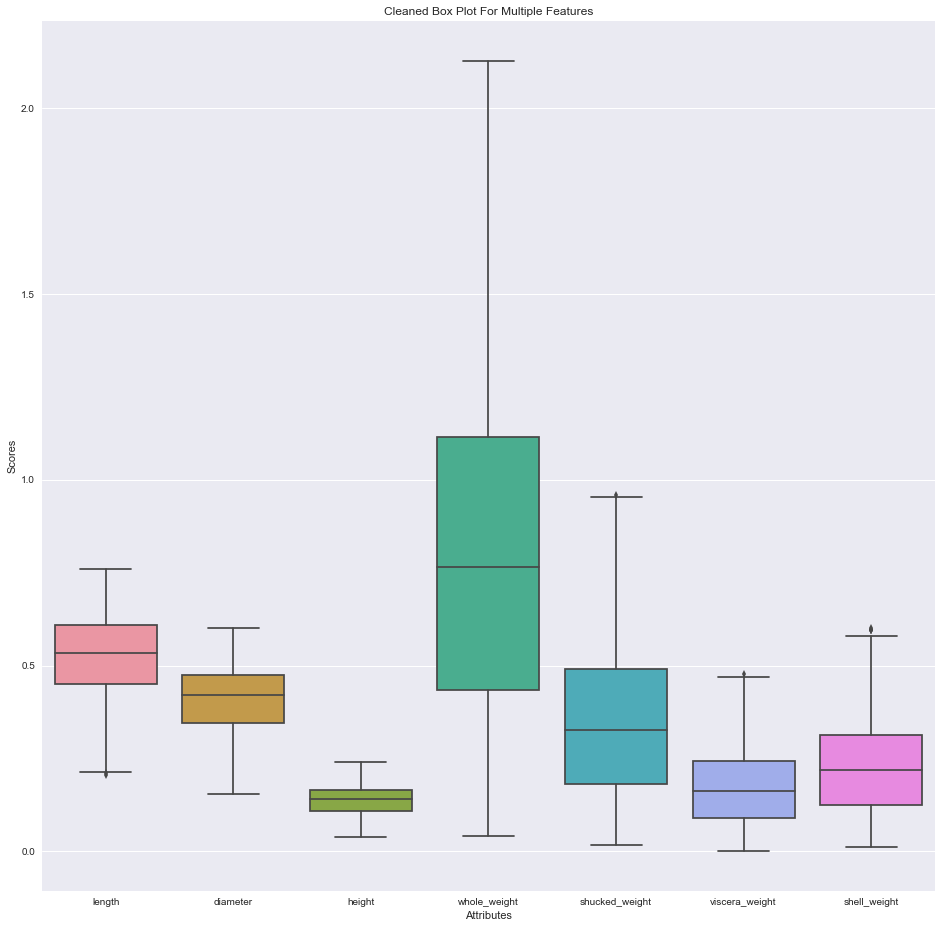 Cleaned Box Plot For Multiple Features
2.0
1.5
1.0
0.5
0.0
Scores
length diameter height whole_weight shucked_weight viscera_weight shell_weight
Attributes